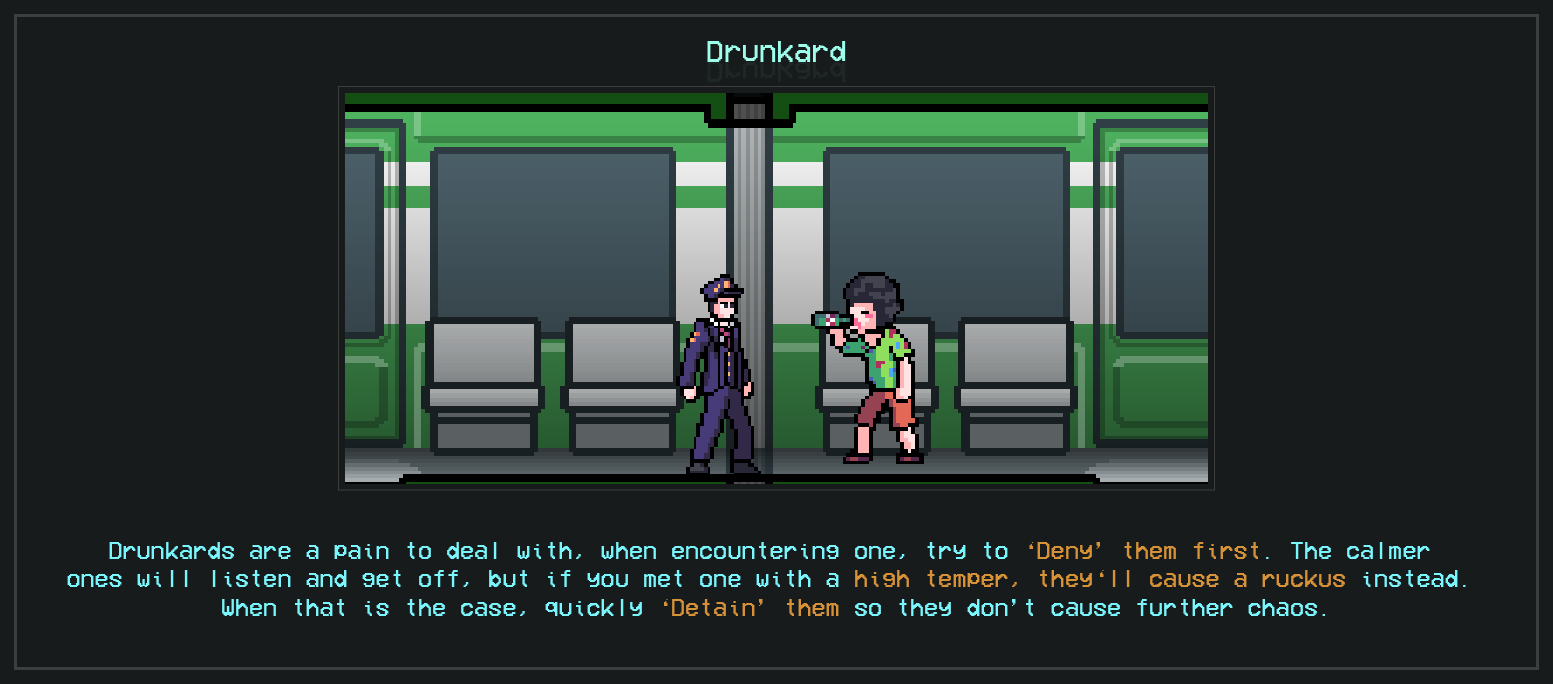 Drunkard
Drunkards are a pain to deal with, when encountering one, try to ‘Deny’ them first. The calmer
ones will listen and get off, but if you met one with a high temper, they‘ll cause a ruckus instead.
When that is the case, quickly ‘Detain’ them so they don’t cause further chaos.